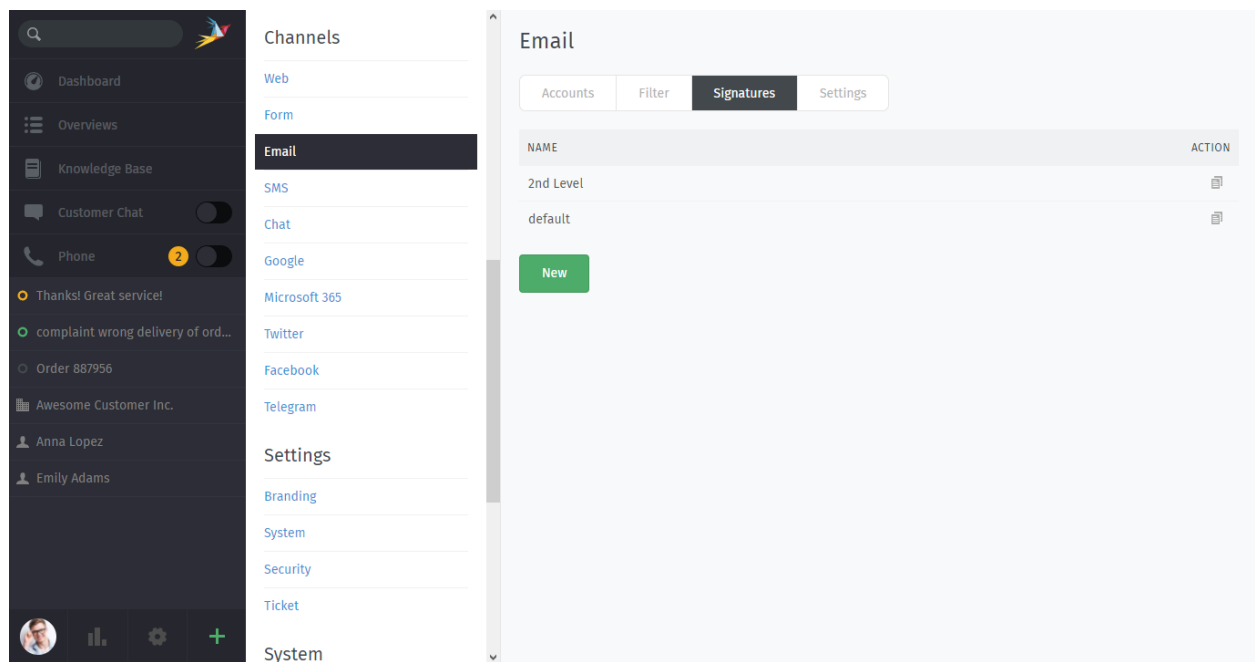 Dashboard
Overviews
Knowledge Base
Customer Chat
Phone 2
Thanks! Great service!
complaint wrong delivery of ord...
Order 887956
Awesome Customer Inc.
Anna Lopez
Emily Adams
Channels
Web
Form
Email
SMS
Chat
Google
Microsoft 365
Twitter
Facebook
Telegram
Settings
Branding
System
Security
Ticket
System
Email
Accounts Filter Signatures Settings
NAME ACTION
2nd Level
default
New